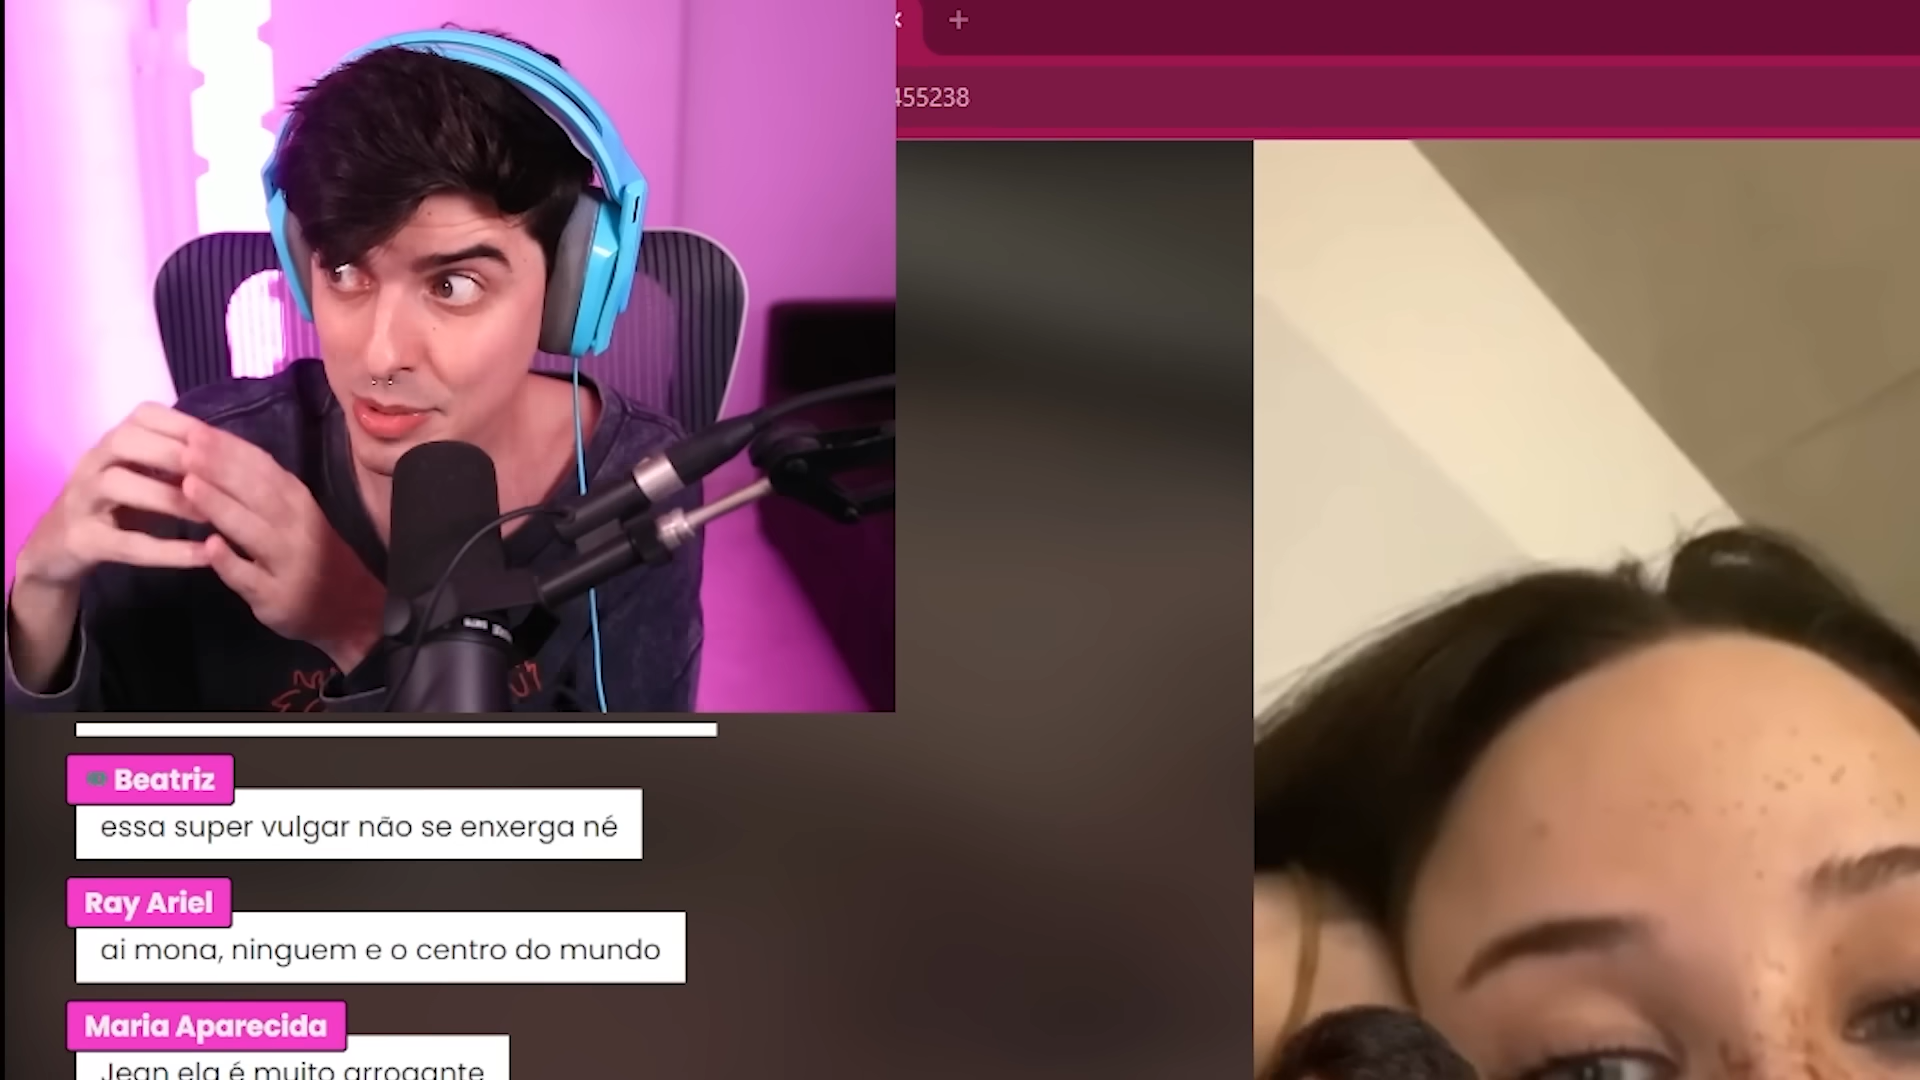 455238
Beatriz
essa super vulgar não se enxerga né
Ray Ariel
ai mona, ninguem e o centro do mundo
Maria Aparecida
Jean ela é muito arrogante